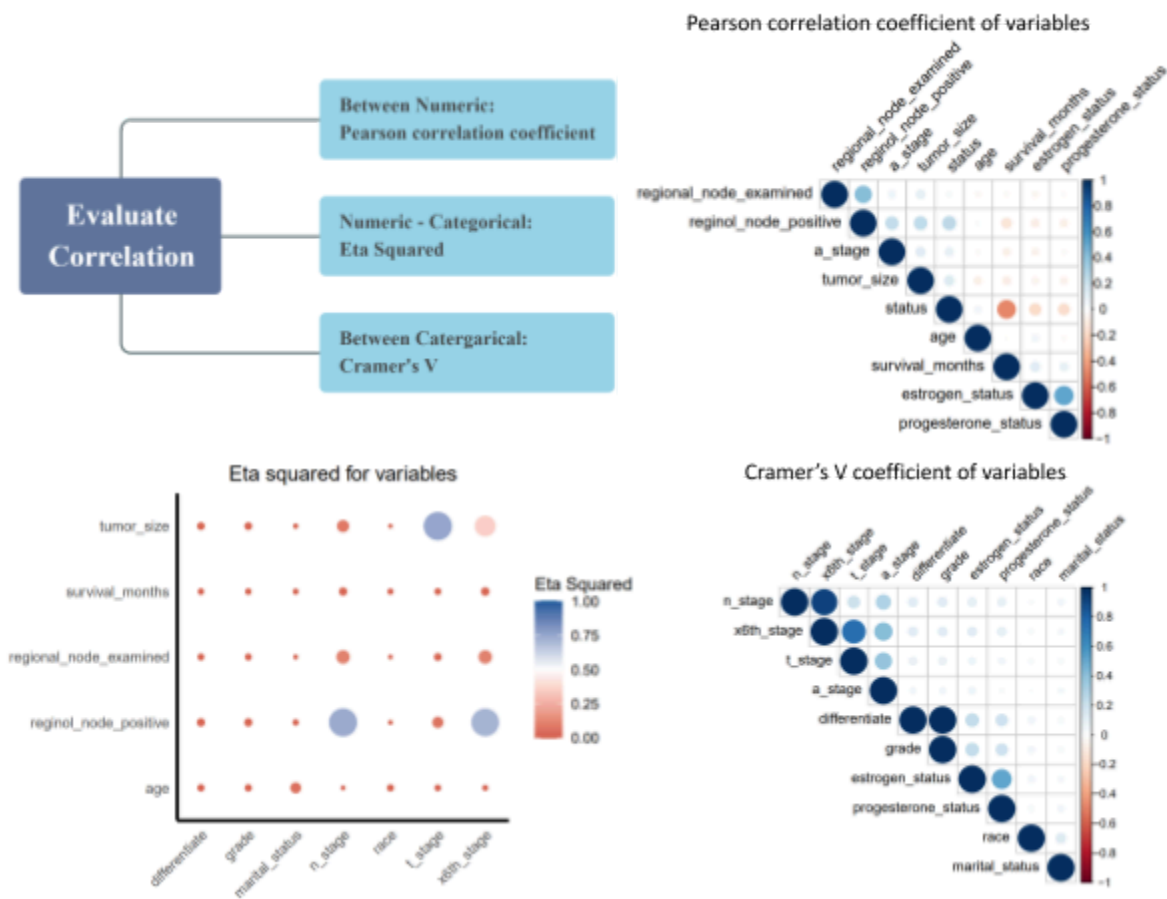 Evaluate
Correlation
Between Numeric:
Pearson correlation coefficient
Numeric - Categorical:
Eta Squared
Between Catergarical:
Cramer's V
Pearson correlation coefficient of variables
regional_node_examined
reginol_node_positive
a_stage
tumor_size
status
age
survival_months
estrogen_status
progesterone_status
regional_node_examined
reginol_node_positive
a_stage
tumor_size
status
age
survival_months
estrogen_status
progesterone_status
1
0.8
0.6
0.4
0.2
0
-0.2
-0.4
-0.6
-0.8
-1
Eta squared for variables
tumor_size
survival_months
regional_node_examined
reginol_node_positive
age
differentiate
grade
marital_status
n_stage
race
t_stage
x6th_stage
Eta Squared
1.00
0.75
0.50
0.25
0.00
Cramer's V coefficient of variables
n_stage
x6th_stage
t_stage
a_stage
differentiate
grade
estrogen_status
progesterone_status
race
marital_status
n_stage
x6th_stage
t_stage
a_stage
differentiate
grade
estrogen_status
progesterone_status
race
marital_status
1
0.8
0.6
0.4
0.2
0
-0.2
-0.4
-0.6
-0.8
-1